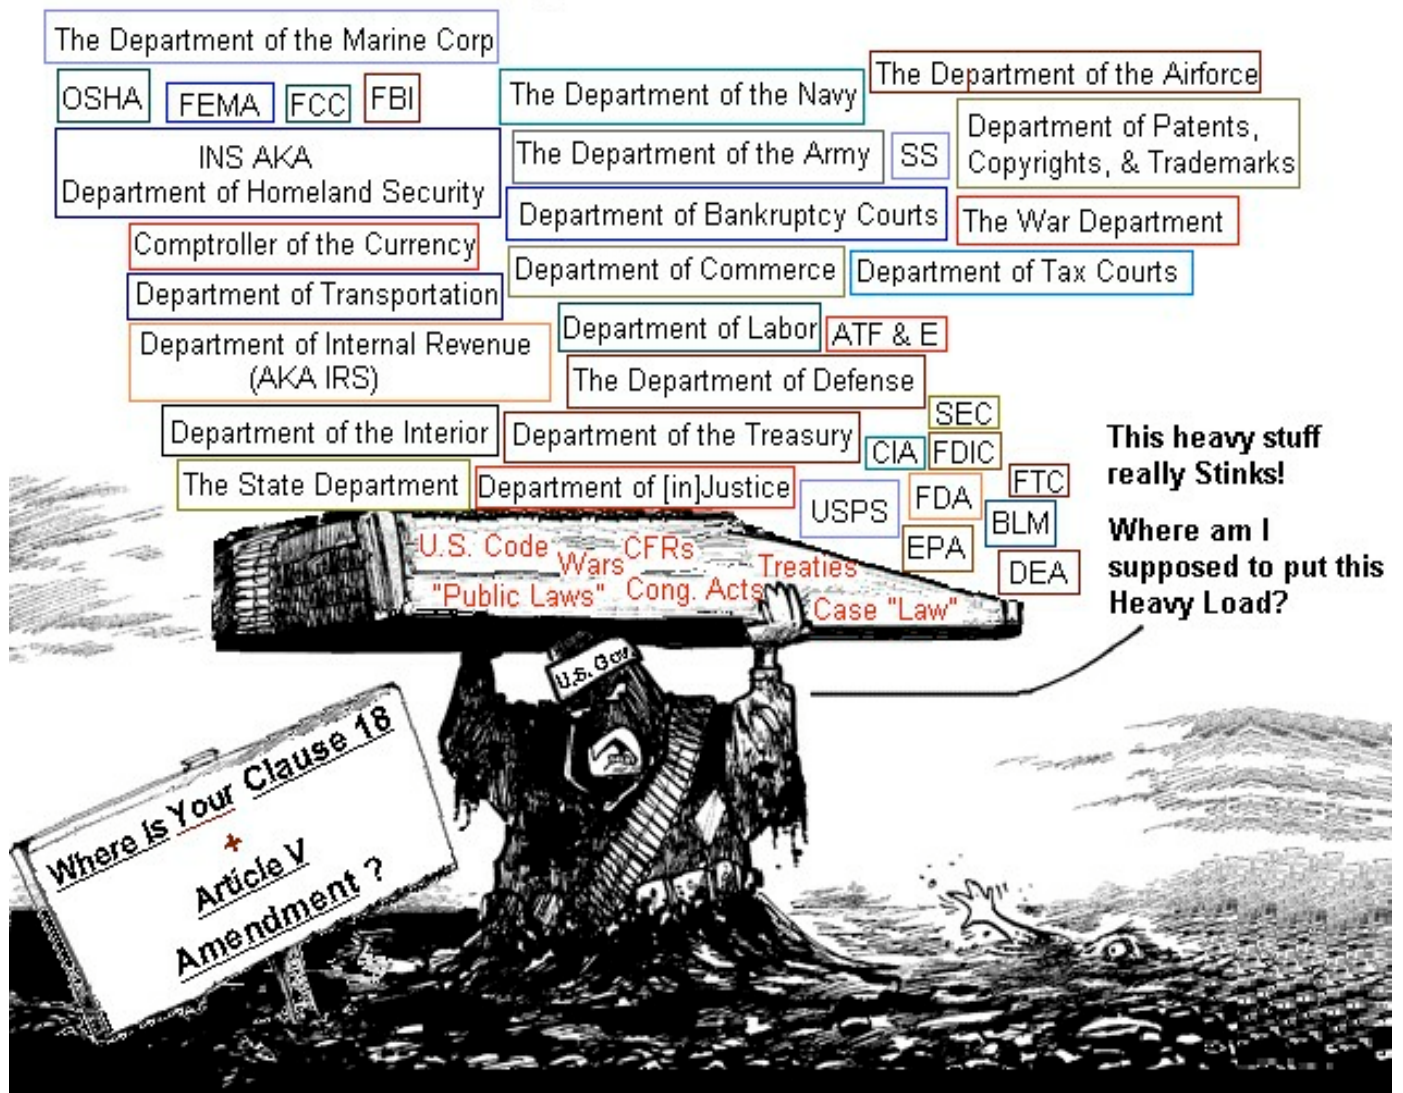 The Department of the Marine Corp
OSHA
FEMA
FCC
FBI
The Department of the Navy
The Department of the Airforce
INS AKA
Department of Homeland Security
The Department of the Army
SS
Department of Patents,
Copyrights, & Trademarks
Department of Bankruptcy Courts
The War Department
Comptroller of the Currency
Department of Commerce
Department of Tax Courts
Department of Transportation
Department of Labor
ATF & E
Department of Internal Revenue
(AKA IRS)
The Department of Defense
SEC
Department of the Interior
Department of the Treasury
CIA
FDIC
The State Department
Department of [in]Justice
USPS
FDA
FTC
BLM
EPA
DEA
This heavy stuff
really Stinks!
Where am I
supposed to put this
Heavy Load?
U.S. Code
Wars
CFRs
Treaties
"Public Laws"
Cong. Acts
Case "Law"
U.S. Gov.
Where Is Your Clause 18
+
Article V
Amendment ?